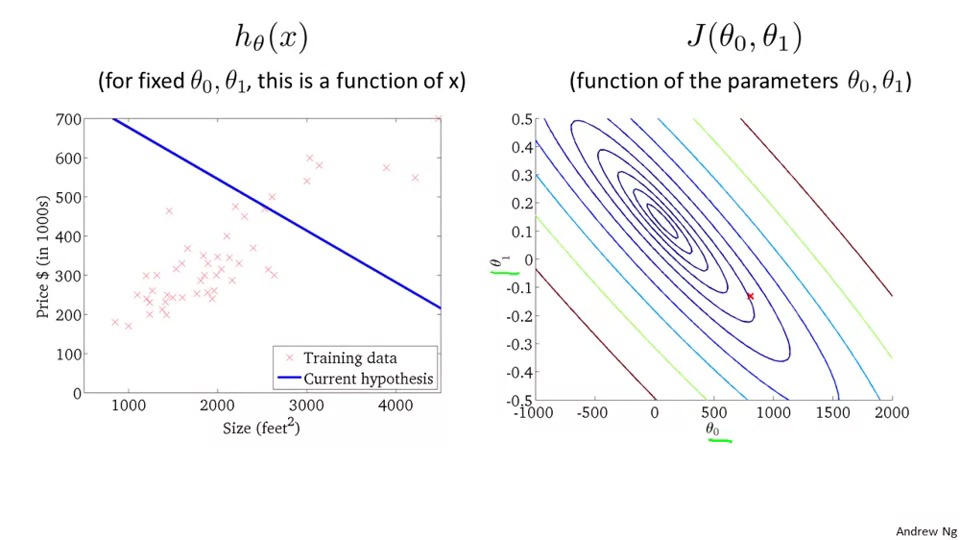 hθ(x)
(for fixed θ₀, θ₁, this is a function of x)
700
600
500
400
300
200
100
0
Price $ (in 1000s)
1000 2000 3000 4000
Size (feet²)
Training data
Current hypothesis
J(θ₀, θ₁)
(function of the parameters θ₀, θ₁)
0.5
0.4
0.3
0.2
0.1
0
-0.1
-0.2
-0.3
-0.4
-0.5
θ₁
-1000 -500 0 500 1000 1500 2000
θ₀
Andrew Ng